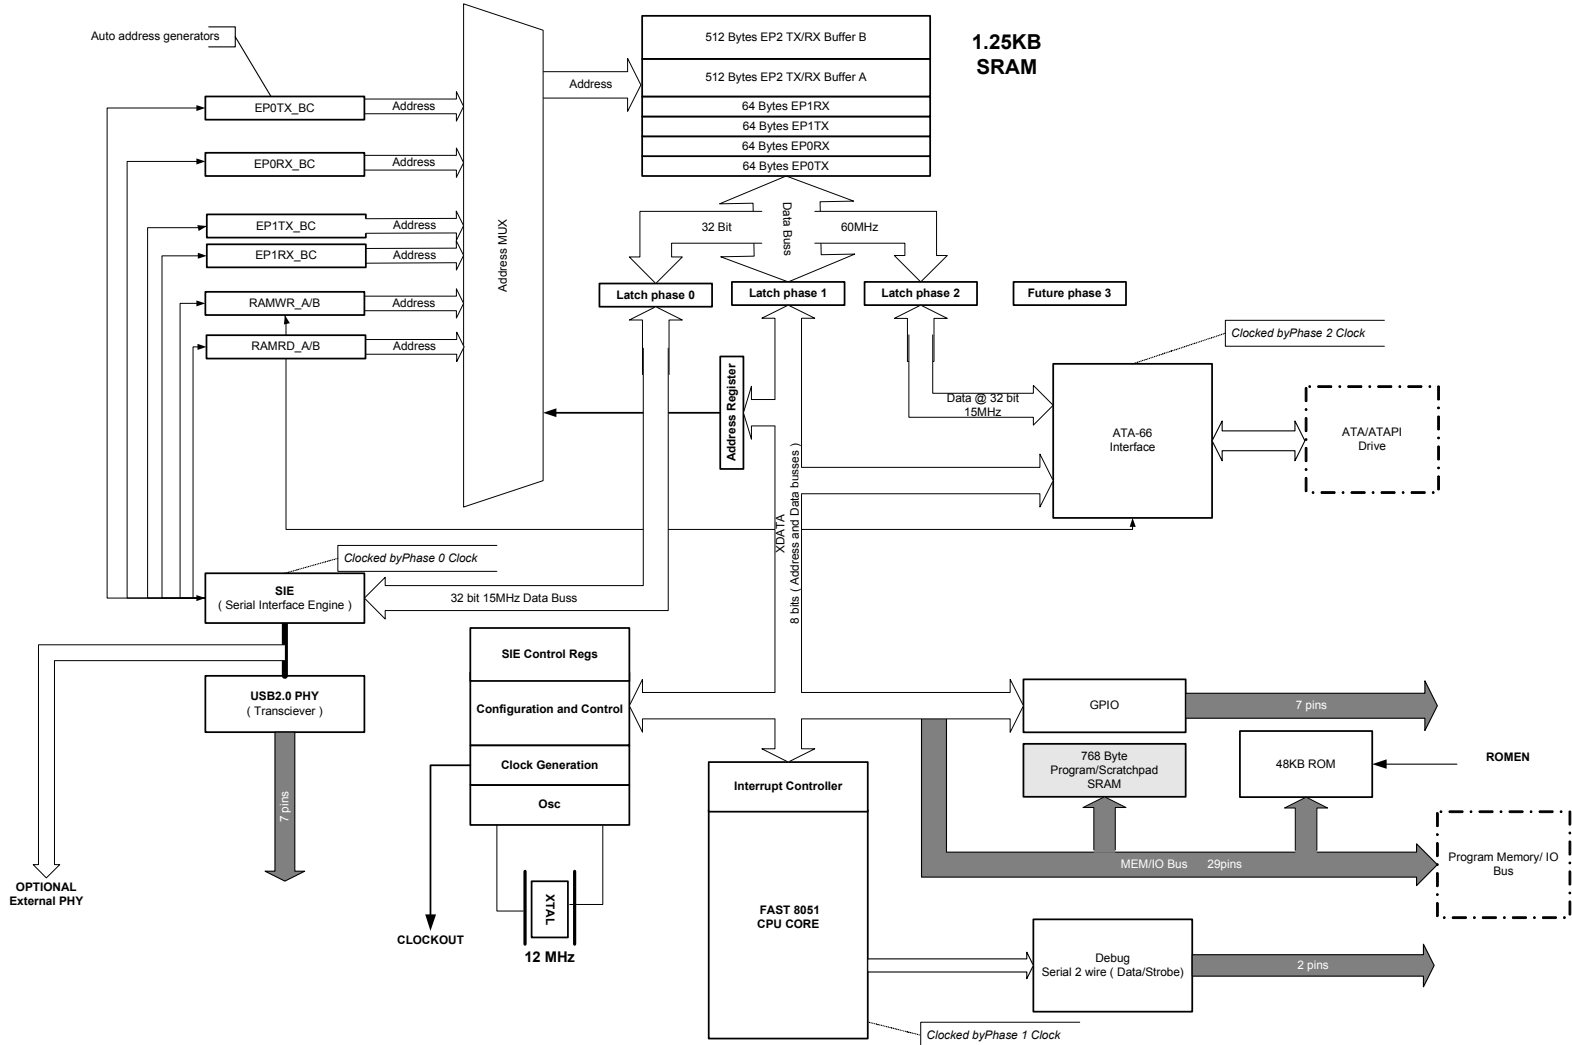 Auto address generators
EP0TX_BC
Address
EP0RX_BC
Address
EP1TX_BC
Address
EP1RX_BC
Address
RAMWR_A/B
Address
RAMRD_A/B
Address
Address MUX
Address
512 Bytes EP2 TX/RX Buffer B
512 Bytes EP2 TX/RX Buffer A
64 Bytes EP1RX
64 Bytes EP1TX
64 Bytes EP0RX
64 Bytes EP0TX
1.25KB
SRAM
32 Bit
Data Buss
60MHz
Latch phase 0
Latch phase 1
Latch phase 2
Future phase 3
Clocked byPhase 2 Clock
Address Register
Data @ 32 bit
15MHz
ATA-66
Interface
ATA/ATAPI
Drive
XDATA
8 bits ( Address and Data busses )
Clocked byPhase 0 Clock
SIE
( Serial Interface Engine )
32 bit 15MHz Data Buss
USB2.0 PHY
( Transciever )
7 pins
OPTIONAL
External PHY
SIE Control Regs
Configuration and Control
Clock Generation
Osc
XTAL
12 MHz
CLOCKOUT
Interrupt Controller
FAST 8051
CPU CORE
Clocked byPhase 1 Clock
GPIO
7 pins
768 Byte
Program/Scratchpad
SRAM
48KB ROM
ROMEN
MEM/IO Bus 29pins
Program Memory/ IO
Bus
Debug
Serial 2 wire ( Data/Strobe)
2 pins